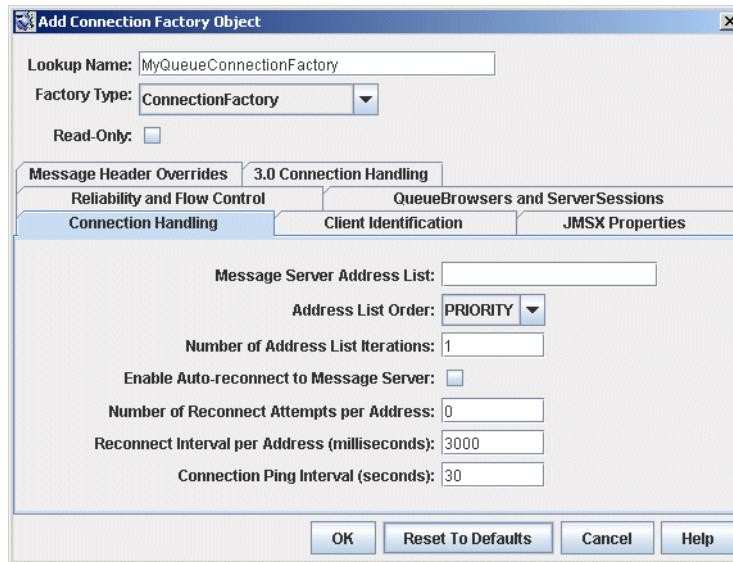 Add Connection Factory Object
Lookup Name: MyQueueConnectionFactory
Factory Type: ConnectionFactory
Read-Only:
Message Header Overrides 3.0 Connection Handling
Reliability and Flow Control QueueBrowsers and ServerSessions
Connection Handling Client Identification JMSX Properties
Message Server Address List:
Address List Order: PRIORITY
Number of Address List Iterations: 1
Enable Auto-reconnect to Message Server:
Number of Reconnect Attempts per Address: 0
Reconnect Interval per Address (milliseconds): 3000
Connection Ping Interval (seconds): 30
OK Reset To Defaults Cancel Help